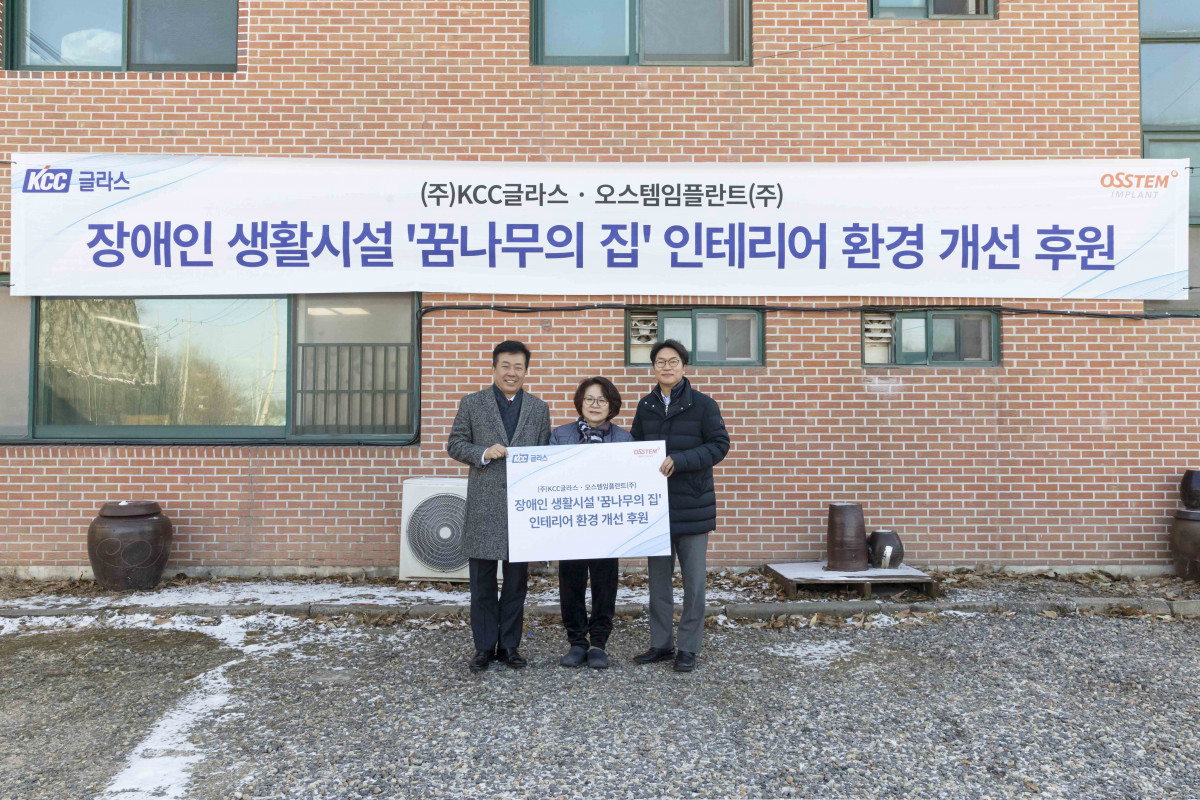 KCC 글라스
OSSTEM
IMPLANT
(주)KCC글라스 · 오스템임플란트(주)
장애인 생활시설 '꿈나무의 집' 인테리어 환경 개선 후원
KCC 글라스
OSSTEM
IMPLANT
(주)KCC글라스 · 오스템임플란트(주)
장애인 생활시설 '꿈나무의 집'
인테리어 환경 개선 후원